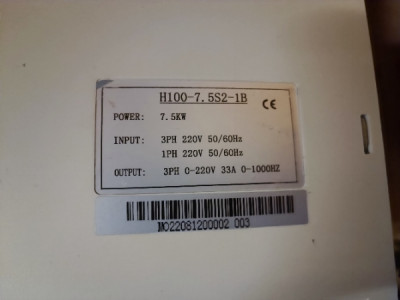 H100-7.5S2-1B
CE
POWER: 7.5KW
INPUT: 3PH 220V 50/60Hz
1PH 220V 50/60Hz
OUTPUT: 3PH 0-220V 33A 0-1000HZ
NO22081200002 003